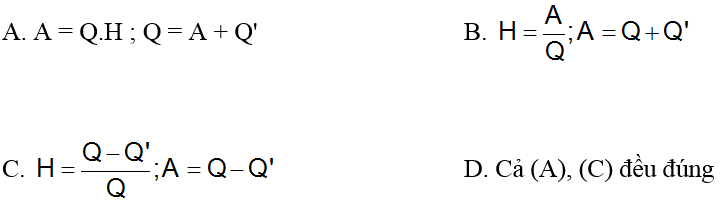 A. A = Q.H ; Q = A + Q'
B. H = A/Q; A = Q + Q'
C. H = (Q − Q')/Q; A = Q − Q'
D. Cả (A), (C) đều đúng